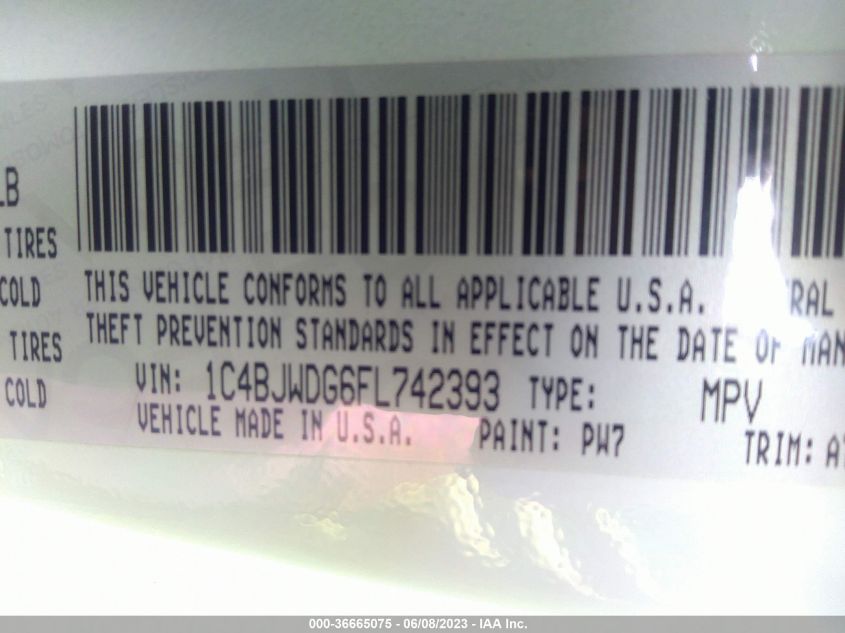 LB
TIRES
COLD
TIRES
COLD
THIS VEHICLE CONFORMS TO ALL APPLICABLE U.S.A.
THEFT PREVENTION STANDARDS IN EFFECT ON THE DATE OF MAN
VIN: 1C4BJWDG6FL742393 TYPE: MPV
VEHICLE MADE IN U.S.A. PAINT: PW7 TRIM:
000-36665075 - 06/08/2023 - IAA Inc.